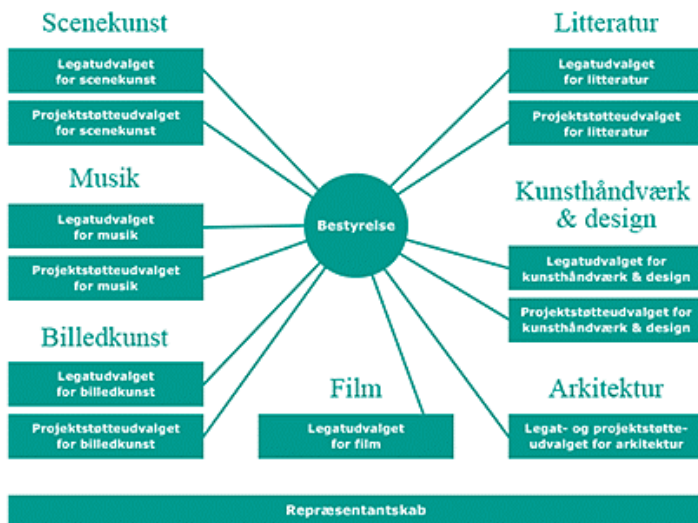 Scenekunst
Legatudvalget
for scenekunst
Projektstøtteudvalget
for scenekunst
Musik
Legatudvalget
for musik
Projektstøtteudvalget
for musik
Billedkunst
Legatudvalget
for billedkunst
Projektstøtteudvalget
for billedkunst
Bestyrelse
Film
Legatudvalget
for film
Litteratur
Legatudvalget
for litteratur
Projektstøtteudvalget
for litteratur
Kunsthåndværk
& design
Legatudvalget for
kunsthåndværk & design
Projektstøtteudvalget for
kunsthåndværk & design
Arkitektur
Legat- og projektstøtte-
udvalget for arkitektur
Repræsentantskab